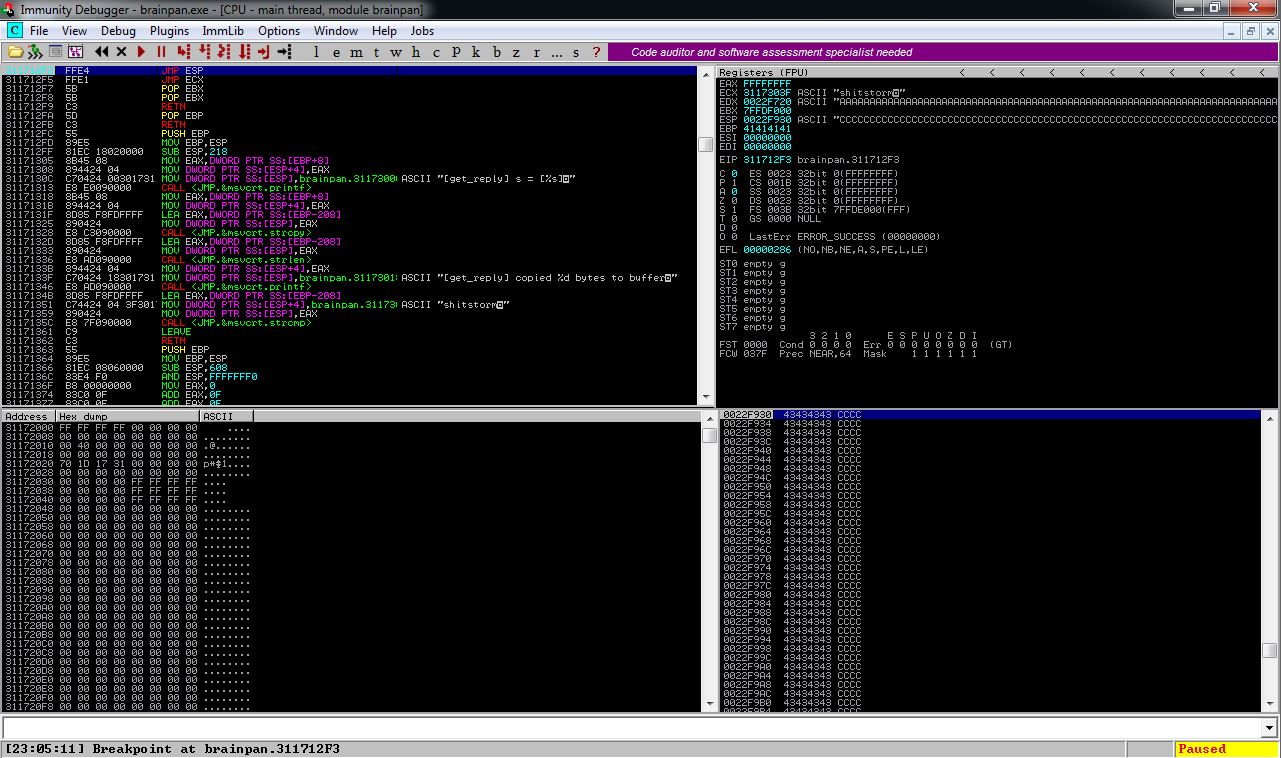 Immunity Debugger - brainpan.exe - [CPU - main thread, module brainpan]
C File View Debug Plugins ImmLib Options Window Help Jobs
l e m t w h c P k b z r ... s ? Code auditor and software assessment specialist needed
FFE4 JMP ESP
311712F5 FFE1 JMP ECX
311712F7 5B POP EBX
311712F8 5B POP EBX
311712F9 C3 RETN
311712FA 5D POP EBP
311712FB C3 RETN
311712FC 55 PUSH EBP
311712FD 89E5 MOV EBP,ESP
311712FF 81EC 18020000 SUB ESP,218
31171305 8B45 08 MOV EAX,DWORD PTR SS:[EBP+8]
31171308 894424 04 MOV DWORD PTR SS:[ESP+4],EAX
3117130C C70424 00301731 MOV DWORD PTR SS:[ESP],brainpan.3117300 ASCII "[get_reply] s = [%s]"
31171313 E8 E0090000 CALL <JMP.&msvcrt.printf>
31171318 8B45 08 MOV EAX,DWORD PTR SS:[EBP+8]
3117131B 894424 04 MOV DWORD PTR SS:[ESP+4],EAX
3117131F 8D85 F8FDFFFF LEA EAX,DWORD PTR SS:[EBP-208]
31171325 890424 MOV DWORD PTR SS:[ESP],EAX
31171328 E8 C3090000 CALL <JMP.&msvcrt.strcpy>
3117132D 8D85 F8FDFFFF LEA EAX,DWORD PTR SS:[EBP-208]
31171333 890424 MOV DWORD PTR SS:[ESP],EAX
31171336 E8 AD090000 CALL <JMP.&msvcrt.strlen>
3117133B 894424 04 MOV DWORD PTR SS:[ESP+4],EAX
3117133F C70424 18301731 MOV DWORD PTR SS:[ESP],brainpan.3117301 ASCII "[get_reply] copied %d bytes to buffer"
31171346 E8 AD090000 CALL <JMP.&msvcrt.printf>
3117134B 8D85 F8FDFFFF LEA EAX,DWORD PTR SS:[EBP-208]
31171351 C74424 04 3F301 MOV DWORD PTR SS:[ESP+4],brainpan.31173 ASCII "shitstorm"
31171359 890424 MOV DWORD PTR SS:[ESP],EAX
3117135C E8 7F090000 CALL <JMP.&msvcrt.strcmp>
31171361 C9 LEAVE
31171362 C3 RETN
31171363 55 PUSH EBP
31171364 89E5 MOV EBP,ESP
31171366 81EC 08060000 SUB ESP,608
3117136C 83E4 F0 AND ESP,FFFFFFF0
3117136F B8 00000000 MOV EAX,0
31171374 83C0 0F ADD EAX,0F
31171377 83C0 0F ADD EAX,0F
Registers (FPU) < < < < < < < < < < <
EAX FFFFFFFF
ECX 3117303F ASCII "shitstorm"
EDX 0022F720 ASCII "AAAAAAAAAAAAAAAAAAAAAAAAAAAAAAAAAAAAAAAAAAAAAAAAAAAAAAAAAAAAAAAAAAAAAA
EBX 7FFDF000
ESP 0022F930 ASCII "CCCCCCCCCCCCCCCCCCCCCCCCCCCCCCCCCCCCCCCCCCCCCCCCCCCCCCCCCCCCCCCCCCCCCC
EBP 41414141
ESI 00000000
EDI 00000000
EIP 311712F3 brainpan.311712F3
C 0 ES 0023 32bit 0(FFFFFFFF)
P 1 CS 001B 32bit 0(FFFFFFFF)
A 0 SS 0023 32bit 0(FFFFFFFF)
Z 0 DS 0023 32bit 0(FFFFFFFF)
S 1 FS 003B 32bit 7FFDE000(FFF)
T 0 GS 0000 NULL
D 0
O 0 LastErr ERROR_SUCCESS (00000000)
EFL 00000286 (NO,NB,NE,A,S,PE,L,LE)
ST0 empty g
ST1 empty g
ST2 empty g
ST3 empty g
ST4 empty g
ST5 empty g
ST6 empty g
ST7 empty g
3 2 1 0 E S P U O Z D I
FST 0000 Cond 0 0 0 0 Err 0 0 0 0 0 0 0 0 (GT)
FCW 037F Prec NEAR,64 Mask 1 1 1 1 1 1
Address Hex dump ASCII
31172000 FF FF FF FF 00 00 00 00 ....
31172008 00 00 00 00 00 00 00 00 ........
31172010 00 40 00 00 00 00 00 00 .@......
31172018 00 00 00 00 00 00 00 00 ........
31172020 70 1D 17 31 00 00 00 00 p#$1....
31172028 00 00 00 00 00 00 00 00 ........
31172030 00 00 00 00 FF FF FF FF ....
31172038 00 00 00 00 FF FF FF FF ....
31172040 00 00 00 00 FF FF FF FF ....
31172048 00 00 00 00 00 00 00 00 ........
31172050 00 00 00 00 00 00 00 00 ........
31172058 00 00 00 00 00 00 00 00 ........
31172060 00 00 00 00 00 00 00 00 ........
31172068 00 00 00 00 00 00 00 00 ........
31172070 00 00 00 00 00 00 00 00 ........
31172078 00 00 00 00 00 00 00 00 ........
31172080 00 00 00 00 00 00 00 00 ........
31172088 00 00 00 00 00 00 00 00 ........
31172090 00 00 00 00 00 00 00 00 ........
31172098 00 00 00 00 00 00 00 00 ........
311720A0 00 00 00 00 00 00 00 00 ........
311720A8 00 00 00 00 00 00 00 00 ........
311720B0 00 00 00 00 00 00 00 00 ........
311720B8 00 00 00 00 00 00 00 00 ........
311720C0 00 00 00 00 00 00 00 00 ........
311720C8 00 00 00 00 00 00 00 00 ........
311720D0 00 00 00 00 00 00 00 00 ........
311720D8 00 00 00 00 00 00 00 00 ........
311720E0 00 00 00 00 00 00 00 00 ........
311720E8 00 00 00 00 00 00 00 00 ........
311720F0 00 00 00 00 00 00 00 00 ........
311720F8 00 00 00 00 00 00 00 00 ........
0022F930 43434343 CCCC
0022F934 43434343 CCCC
0022F938 43434343 CCCC
0022F93C 43434343 CCCC
0022F940 43434343 CCCC
0022F944 43434343 CCCC
0022F948 43434343 CCCC
0022F94C 43434343 CCCC
0022F950 43434343 CCCC
0022F954 43434343 CCCC
0022F958 43434343 CCCC
0022F95C 43434343 CCCC
0022F960 43434343 CCCC
0022F964 43434343 CCCC
0022F968 43434343 CCCC
0022F96C 43434343 CCCC
0022F970 43434343 CCCC
0022F974 43434343 CCCC
0022F978 43434343 CCCC
0022F97C 43434343 CCCC
0022F980 43434343 CCCC
0022F984 43434343 CCCC
0022F988 43434343 CCCC
0022F98C 43434343 CCCC
0022F990 43434343 CCCC
0022F994 43434343 CCCC
0022F998 43434343 CCCC
0022F99C 43434343 CCCC
0022F9A0 43434343 CCCC
0022F9A4 43434343 CCCC
0022F9A8 43434343 CCCC
0022F9AC 43434343 CCCC
0022F9B0 43434343 CCCC
0022F9B4 43434343 CCCC
[23:05:11] Breakpoint at brainpan.311712F3
Paused